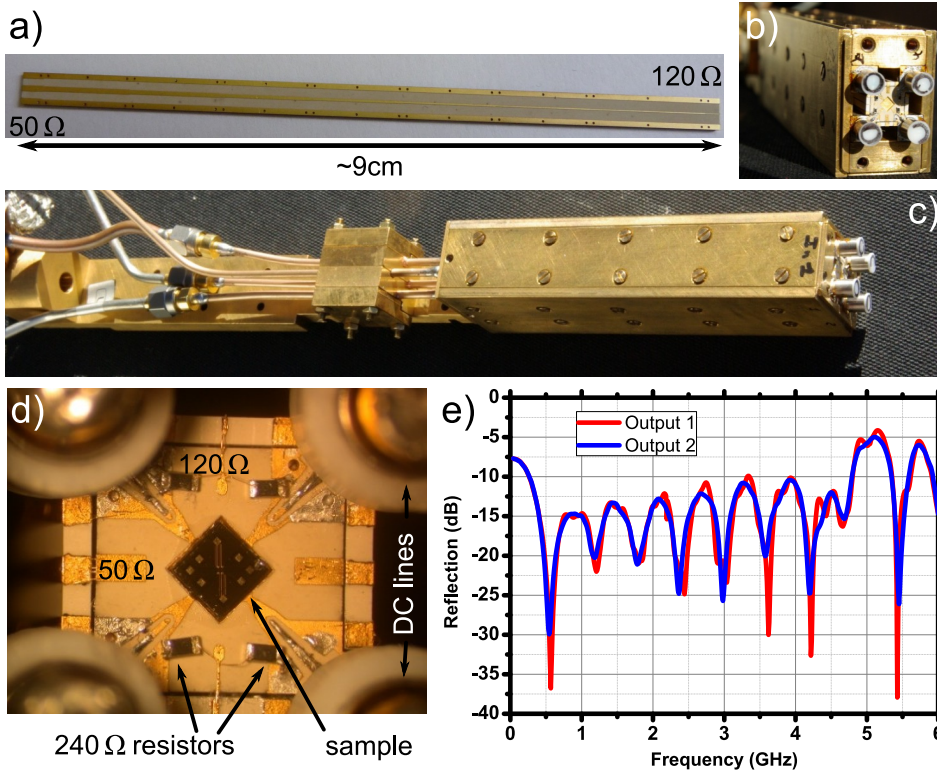 a)
120 Ω
50 Ω
~9cm
b)
c)
d)
120 Ω
50 Ω
DC lines
240 Ω resistors
sample
e)
Output 1
Output 2
Reflection (dB)
0
-5
-10
-15
-20
-25
-30
-35
-40
0 1 2 3 4 5 6
Frequency (GHz)